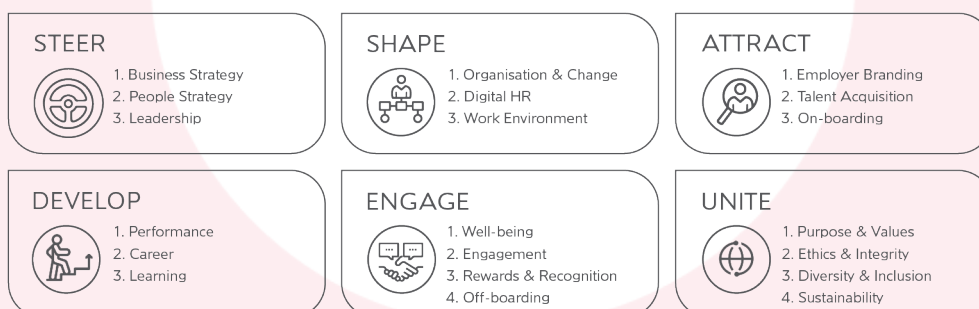 STEER
1. Business Strategy
2. People Strategy
3. Leadership
SHAPE
1. Organisation & Change
2. Digital HR
3. Work Environment
ATTRACT
1. Employer Branding
2. Talent Acquisition
3. On-boarding
DEVELOP
1. Performance
2. Career
3. Learning
ENGAGE
1. Well-being
2. Engagement
3. Rewards & Recognition
4. Off-boarding
UNITE
1. Purpose & Values
2. Ethics & Integrity
3. Diversity & Inclusion
4. Sustainability